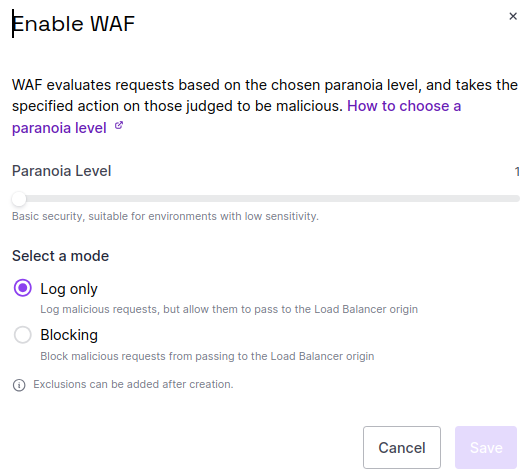 Enable WAF
×
WAF evaluates requests based on the chosen paranoia level, and takes the
specified action on those judged to be malicious. How to choose a
paranoia level
Paranoia Level 1
Basic security, suitable for environments with low sensitivity.
Select a mode
Log only
Log malicious requests, but allow them to pass to the Load Balancer origin
Blocking
Block malicious requests from passing to the Load Balancer origin
Exclusions can be added after creation.
Cancel Save